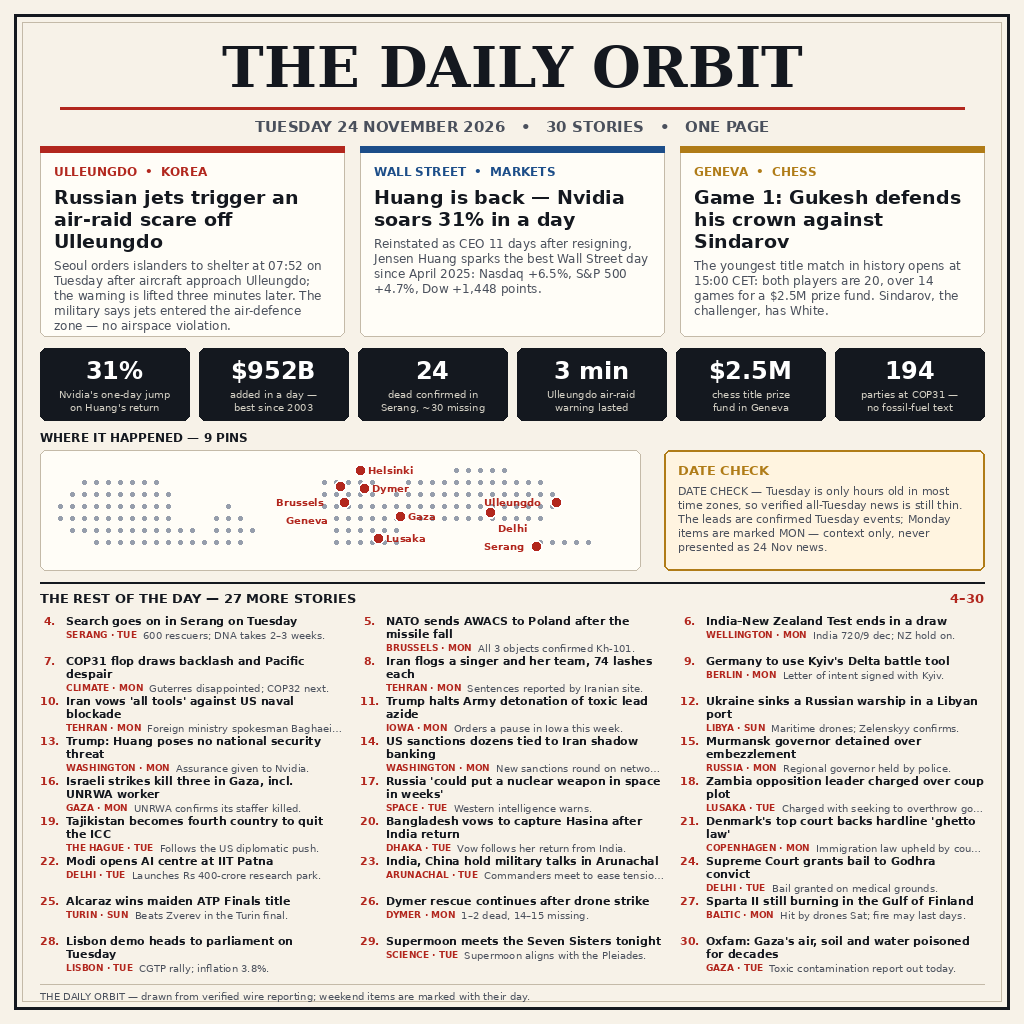 THE DAILY ORBIT
TUESDAY 24 NOVEMBER 2026 • 30 STORIES • ONE PAGE
ULLEUNGDO • KOREA
Russian jets trigger an
air-raid scare off
Ulleungdo
Seoul orders islanders to shelter at 07:52 on
Tuesday after aircraft approach Ulleungdo;
the warning is lifted three minutes later. The
military says jets entered the air-defence
zone — no airspace violation.
WALL STREET • MARKETS
Huang is back — Nvidia
soars 31% in a day
Reinstated as CEO 11 days after resigning,
Jensen Huang sparks the best Wall Street day
since April 2025: Nasdaq +6.5%, S&P 500
+4.7%, Dow +1,448 points.
GENEVA • CHESS
Game 1: Gukesh defends
his crown against
Sindarov
The youngest title match in history opens at
15:00 CET: both players are 20, over 14
games for a $2.5M prize fund. Sindarov, the
challenger, has White.
31%
Nvidia's one-day jump
on Huang's return
$952B
added in a day —
best since 2003
24
dead confirmed in
Serang, ~30 missing
3 min
Ulleungdo air-raid
warning lasted
$2.5M
chess title prize
fund in Geneva
194
parties at COP31 —
no fossil-fuel text
WHERE IT HAPPENED — 9 PINS
Helsinki
Dymer
Brussels
Ulleungdo
Geneva
Gaza
Delhi
Lusaka
Serang
DATE CHECK
DATE CHECK — Tuesday is only hours old in most
time zones, so verified all-Tuesday news is still thin.
The leads are confirmed Tuesday events; Monday
items are marked MON — context only, never
presented as 24 Nov news.
THE REST OF THE DAY — 27 MORE STORIES
4–30
4. Search goes on in Serang on Tuesday
SERANG · TUE 600 rescuers; DNA takes 2–3 weeks.
5. NATO sends AWACS to Poland after the
missile fall
BRUSSELS · MON All 3 objects confirmed Kh-101.
6. India–New Zealand Test ends in a draw
WELLINGTON · MON India 720/9 dec; NZ hold on.
7. COP31 flop draws backlash and Pacific
despair
CLIMATE · MON Guterres disappointed; COP32 next.
8. Iran flogs a singer and her team, 74 lashes
each
TEHRAN · MON Sentences reported by Iranian site.
9. Germany to use Kyiv's Delta battle tool
BERLIN · MON Letter of intent signed with Kyiv.
10. Iran vows 'all tools' against US naval
blockade
TEHRAN · MON Foreign ministry spokesman Baghaei…
11. Trump halts Army detonation of toxic lead
azide
IOWA · MON Orders a pause in Iowa this week.
12. Ukraine sinks a Russian warship in a Libyan
port
LIBYA · SUN Maritime drones; Zelenskyy confirms.
13. Trump: Huang poses no national security
threat
WASHINGTON · MON Assurance given to Nvidia.
14. US sanctions dozens tied to Iran shadow
banking
WASHINGTON · MON New sanctions round on netwo…
15. Murmansk governor detained over
embezzlement
RUSSIA · MON Regional governor held by police.
16. Israeli strikes kill three in Gaza, incl.
UNRWA worker
GAZA · MON UNRWA confirms its staffer killed.
17. Russia 'could put a nuclear weapon in space
in weeks'
SPACE · TUE Western intelligence warns.
18. Zambia opposition leader charged over coup
plot
LUSAKA · TUE Charged with seeking to overthrow go…
19. Tajikistan becomes fourth country to quit
the ICC
THE HAGUE · TUE Follows the US diplomatic push.
20. Bangladesh vows to capture Hasina after
India return
DHAKA · TUE Vow follows her return from India.
21. Denmark's top court backs hardline 'ghetto
law'
COPENHAGEN · MON Immigration law upheld by cou…
22. Modi opens AI centre at IIT Patna
DELHI · TUE Launches Rs 400-crore research park.
23. India, China hold military talks in Arunachal
ARUNACHAL · TUE Commanders meet to ease tensio…
24. Supreme Court grants bail to Godhra
convict
DELHI · TUE Bail granted on medical grounds.
25. Alcaraz wins maiden ATP Finals title
TURIN · SUN Beats Zverev in the Turin final.
26. Dymer rescue continues after drone strike
DYMER · MON 1–2 dead, 14–15 missing.
27. Sparta II still burning in the Gulf of Finland
BALTIC · MON Hit by drones Sat; fire may last days.
28. Lisbon demo heads to parliament on
Tuesday
LISBON · TUE CGTP rally; inflation 3.8%.
29. Supermoon meets the Seven Sisters tonight
SCIENCE · TUE Supermoon aligns with the Pleiades.
30. Oxfam: Gaza's air, soil and water poisoned
for decades
GAZA · TUE Toxic contamination report out today.
THE DAILY ORBIT — drawn from verified wire reporting; weekend items are marked with their day.